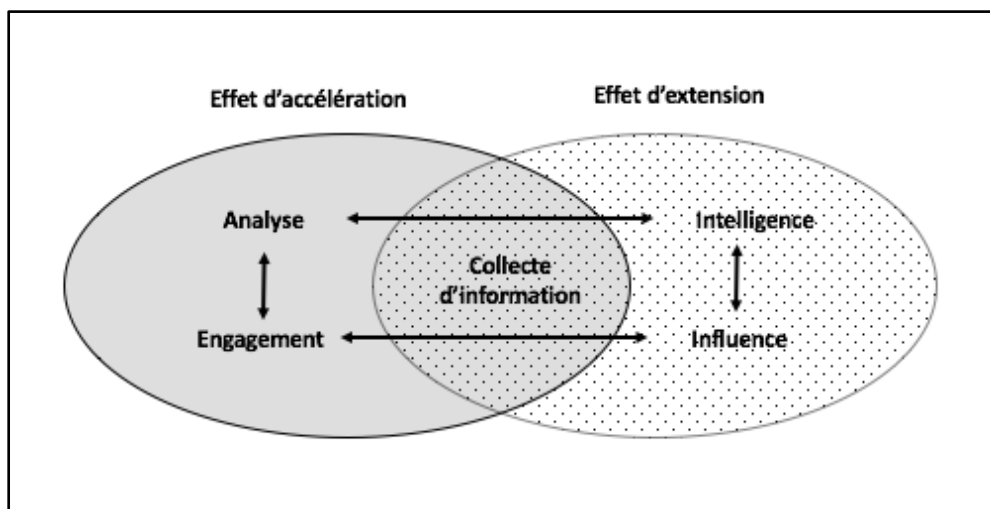 Effet d'accélération
Effet d'extension
Analyse
Intelligence
Collecte
d'information
Engagement
Influence